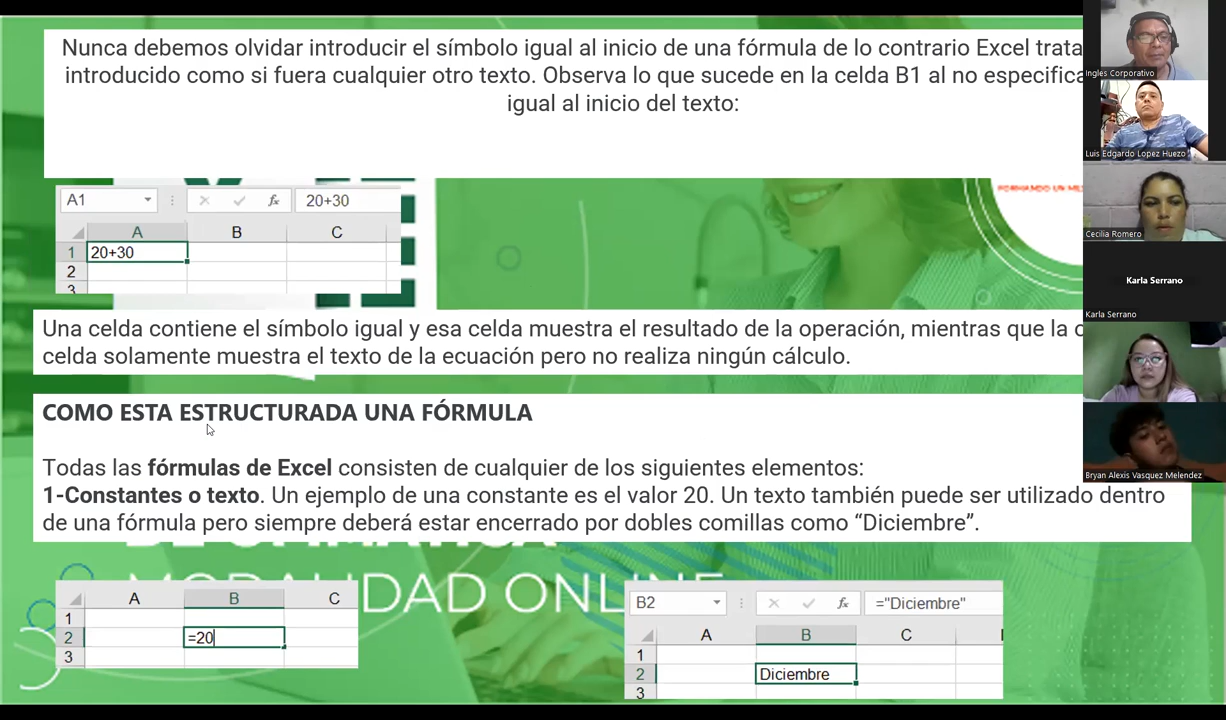 Nunca debemos olvidar introducir el símbolo igual al inicio de una fórmula de lo contrario Excel trata
introducido como si fuera cualquier otro texto. Observa lo que sucede en la celda B1 al no especifica
igual al inicio del texto:
A1
20+30
A B C
1 20+30
2
3
Una celda contiene el símbolo igual y esa celda muestra el resultado de la operación, mientras que la
celda solamente muestra el texto de la ecuación pero no realiza ningún cálculo.
COMO ESTA ESTRUCTURADA UNA FÓRMULA
Todas las fórmulas de Excel consisten de cualquier de los siguientes elementos:
1-Constantes o texto. Un ejemplo de una constante es el valor 20. Un texto también puede ser utilizado dentro
de una fórmula pero siempre deberá estar encerrado por dobles comillas como “Diciembre”.
MODALIDAD ONLINE
A B C
1
2 =20
3
B2
fx
="Diciembre"
A B C
1
2 Diciembre
3
Ingles Corporativo
Luis Edgardo Lopez Huezo
Cecilia Romero
Karla Serrano
Karla Serrano
Bryan Alexis Vasquez Melendez